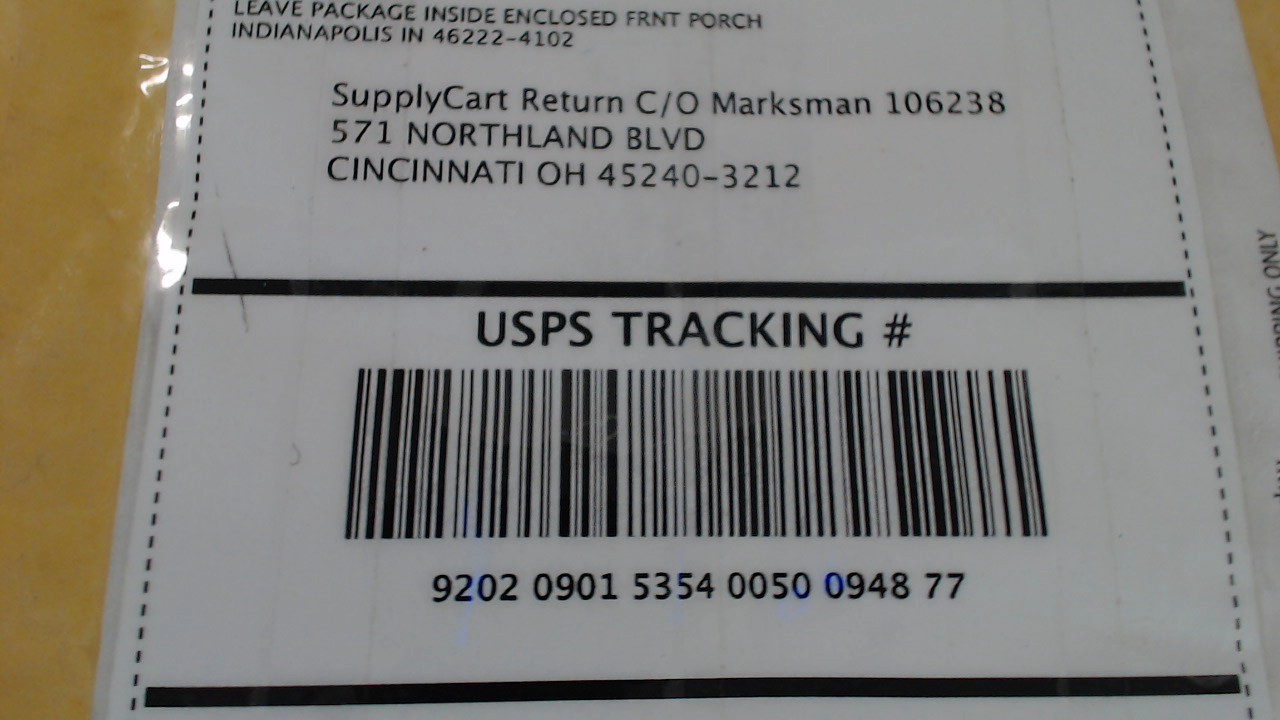 LEAVE PACKAGE INSIDE ENCLOSED FRNT PORCH
INDIANAPOLIS IN 46222-4102
SupplyCart Return C/O Marksman 106238
571 NORTHLAND BLVD
CINCINNATI OH 45240-3212
USPS TRACKING #
9202 0901 5354 0050 0948 77
ONLY